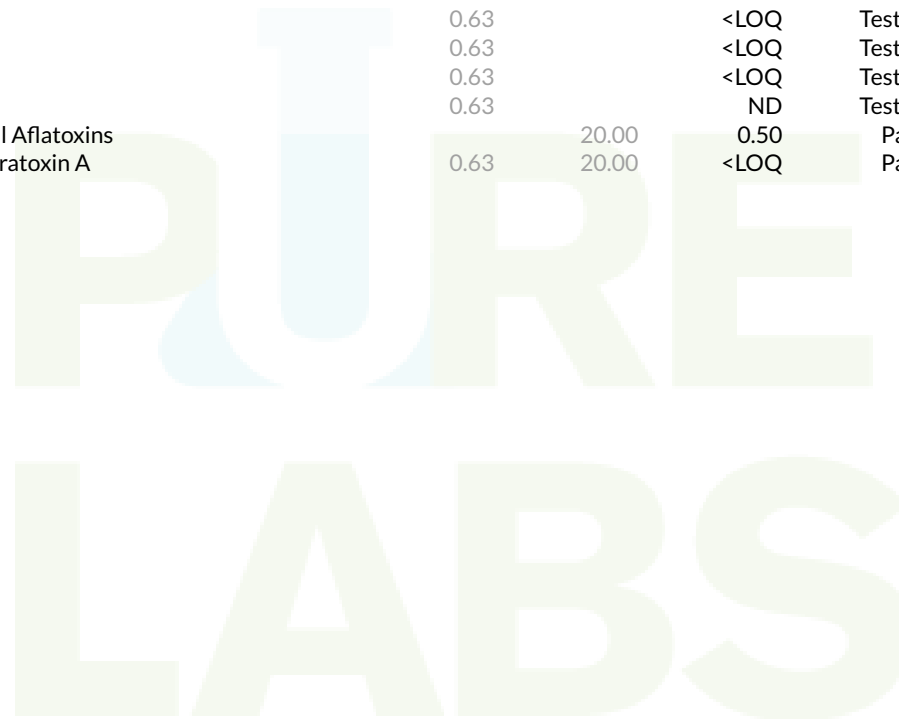 0.63 <LOQ Test
0.63 <LOQ Test
0.63 <LOQ Test
0.63 ND Test
l Aflatoxins 20.00 0.50 Pa
ratoxin A 0.63 20.00 <LOQ Pa
PURE
LABS